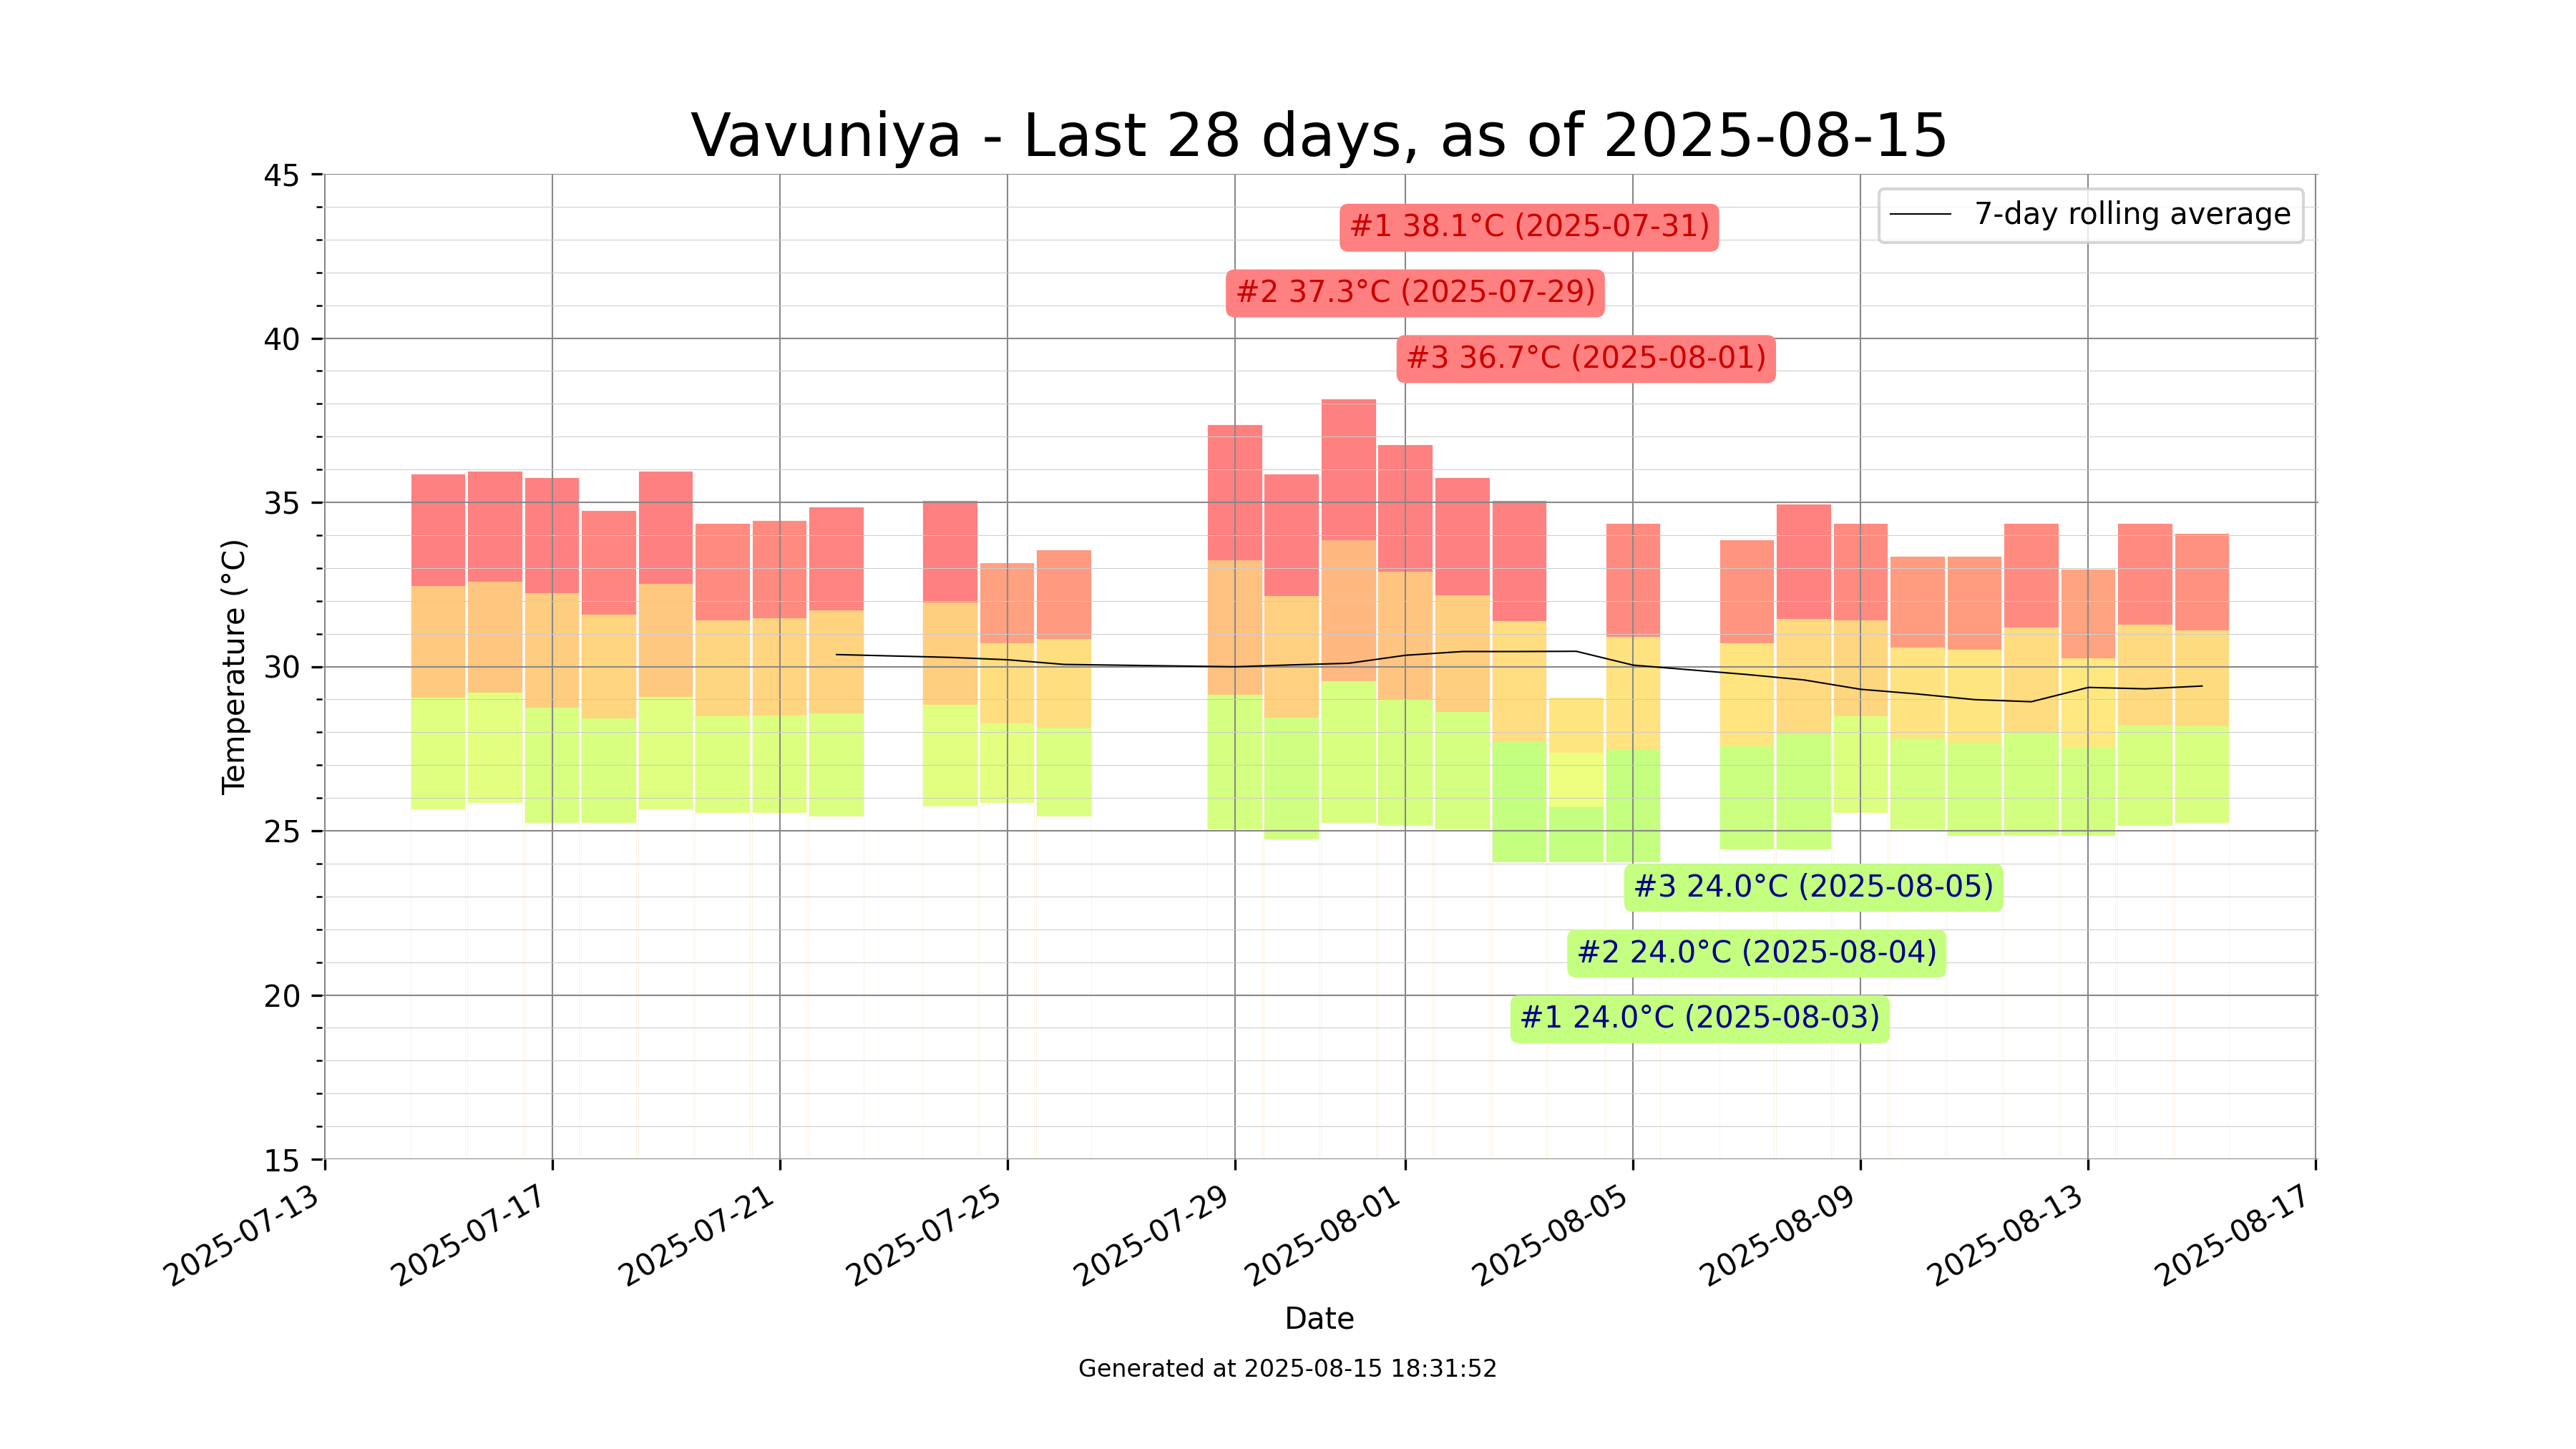 Vavuniya - Last 28 days, as of 2025-08-15
7-day rolling average
#1 38.1°C (2025-07-31)
#2 37.3°C (2025-07-29)
#3 36.7°C (2025-08-01)
#3 24.0°C (2025-08-05)
#2 24.0°C (2025-08-04)
#1 24.0°C (2025-08-03)
Temperature (°C)
45
40
35
30
25
20
15
2025-07-13
2025-07-17
2025-07-21
2025-07-25
2025-07-29
2025-08-01
2025-08-05
2025-08-09
2025-08-13
2025-08-17
Date
Generated at 2025-08-15 18:31:52